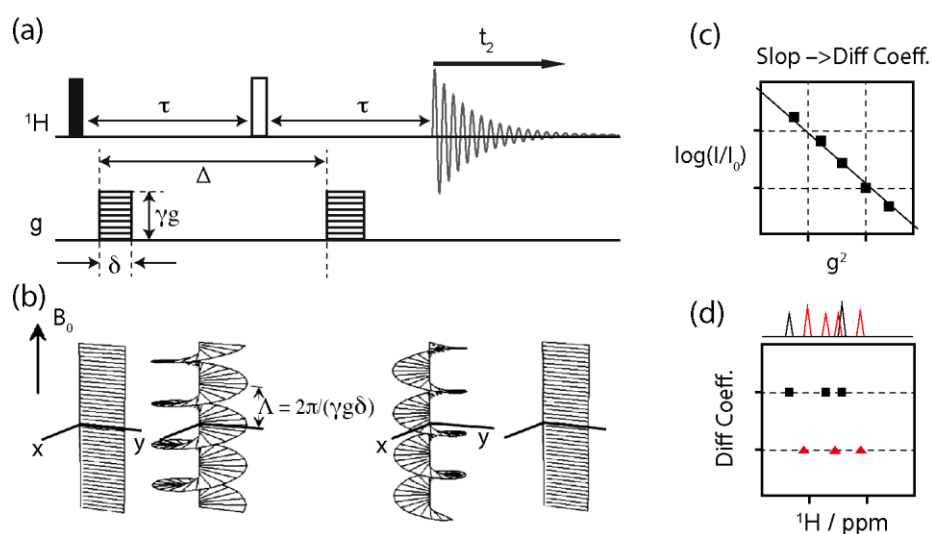 (a)
t₂
¹H
τ
τ
Δ
γg
g
δ
(b)
B₀
x
y
Λ = 2π/(γgδ)
x
y
(c)
Slop –>Diff Coeff.
log(I/I₀)
g²
(d)
Diff Coeff.
¹H / ppm